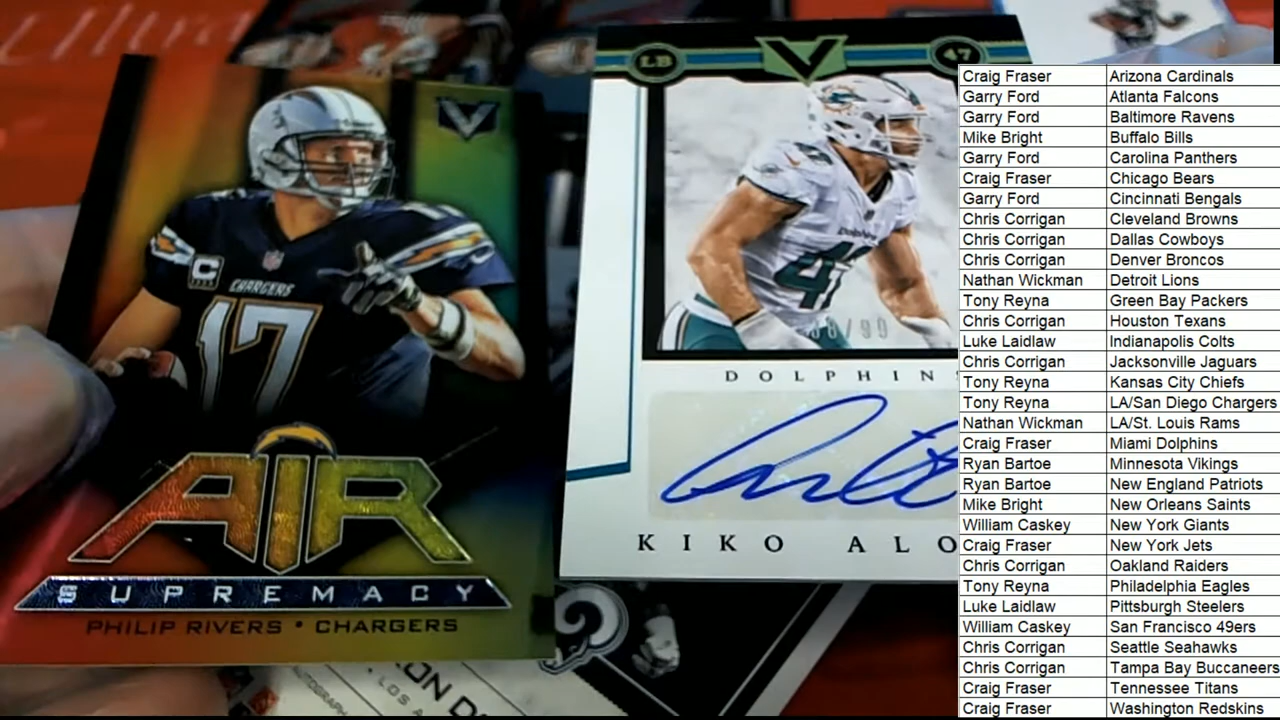 Ultra
17
C
CHARGERS
17
AIR
SUPREMACY
PHILIP RIVERS • CHARGERS
LB
V
47
Dolphins
47
/99
DOLPHIN
KIKO ALO
LOS A
Craig Fraser Arizona Cardinals
Garry Ford Atlanta Falcons
Garry Ford Baltimore Ravens
Mike Bright Buffalo Bills
Garry Ford Carolina Panthers
Craig Fraser Chicago Bears
Garry Ford Cincinnati Bengals
Chris Corrigan Cleveland Browns
Chris Corrigan Dallas Cowboys
Chris Corrigan Denver Broncos
Nathan Wickman Detroit Lions
Tony Reyna Green Bay Packers
Chris Corrigan Houston Texans
Luke Laidlaw Indianapolis Colts
Chris Corrigan Jacksonville Jaguars
Tony Reyna Kansas City Chiefs
Tony Reyna LA/San Diego Chargers
Nathan Wickman LA/St. Louis Rams
Craig Fraser Miami Dolphins
Ryan Bartoe Minnesota Vikings
Ryan Bartoe New England Patriots
Mike Bright New Orleans Saints
William Caskey New York Giants
Craig Fraser New York Jets
Chris Corrigan Oakland Raiders
Tony Reyna Philadelphia Eagles
Luke Laidlaw Pittsburgh Steelers
William Caskey San Francisco 49ers
Chris Corrigan Seattle Seahawks
Chris Corrigan Tampa Bay Buccaneers
Craig Fraser Tennessee Titans
Craig Fraser Washington Redskins